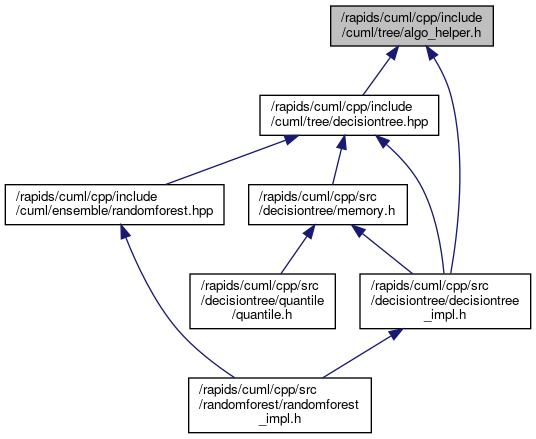 /rapids/cuml/cpp/include
/cuml/tree/algo_helper.h
/rapids/cuml/cpp/include
/cuml/tree/decisiontree.hpp
/rapids/cuml/cpp/include
/cuml/ensemble/randomforest.hpp
/rapids/cuml/cpp/src
/decisiontree/memory.h
/rapids/cuml/cpp/src
/decisiontree/quantile
/quantile.h
/rapids/cuml/cpp/src
/decisiontree/decisiontree
_impl.h
/rapids/cuml/cpp/src
/randomforest/randomforest
_impl.h